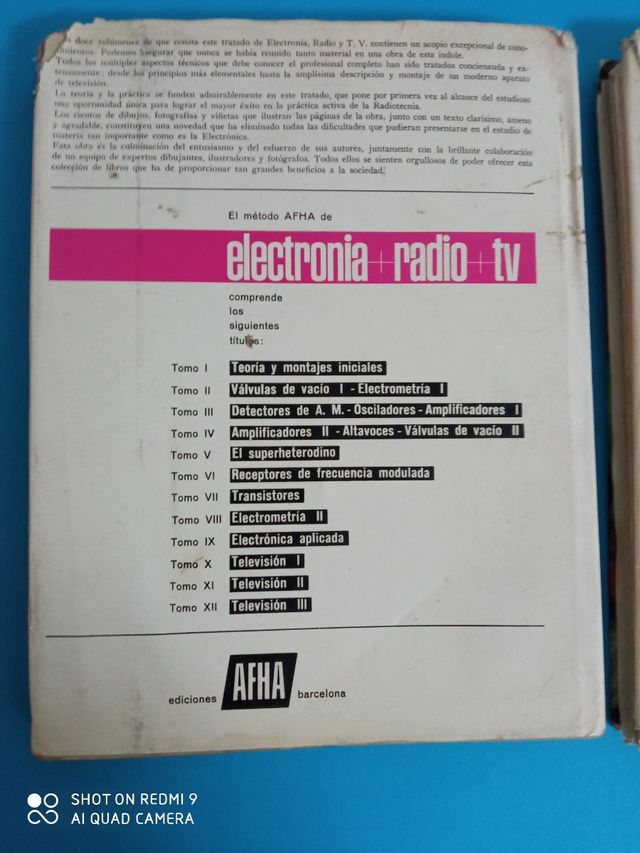 doce volúmenes de que consta este tratado de Electronia, Radio y T. V. contienen un acopio excepcional de cono-
cimientos. Podemos asegurar que nunca se había reunido tanto material en una obra de esta índole.
Todos los múltiples aspectos técnicos que debe conocer el profesional completo han sido tratados concienzuda y ex-
tensamente; desde los principios más elementales hasta la amplísima descripción y montaje de un moderno aparato
de televisión.
La teoría y la práctica se funden admirablemente en este tratado, que pone por primera vez al alcance del estudioso
una oportunidad única para lograr el mayor éxito en la práctica activa de la Radiotecnia.
Los cientos de dibujos, fotografías y viñetas que ilustran las páginas de la obra, junto con un texto clarísimo, ameno
y agradable, constituyen una novedad que ha eliminado todas las dificultades que pudieran presentarse en el estudio de
materia tan importante como es la Electrónica.
Esta obra es la culminación del entusiasmo y del esfuerzo de sus autores, juntamente con la brillante colaboración
de un equipo de expertos dibujantes, ilustradores y fotógrafos. Todos ellos se sienten orgullosos de poder ofrecer esta
colección de libros que ha de proporcionar tan grandes beneficios a la sociedad.
El método AFHA de
electronia+radio+tv
comprende
los
siguientes
títulos:
Tomo I Teoría y montajes iniciales
Tomo II Válvulas de vacío I - Electrometría I
Tomo III Detectores de A. M. - Osciladores - Amplificadores I
Tomo IV Amplificadores II - Altavoces - Válvulas de vacío II
Tomo V El superheterodino
Tomo VI Receptores de frecuencia modulada
Tomo VII Transistores
Tomo VIII Electrometría II
Tomo IX Electrónica aplicada
Tomo X Televisión I
Tomo XI Televisión II
Tomo XII Televisión III
ediciones AFHA barcelona
SHOT ON REDMI 9
AI QUAD CAMERA